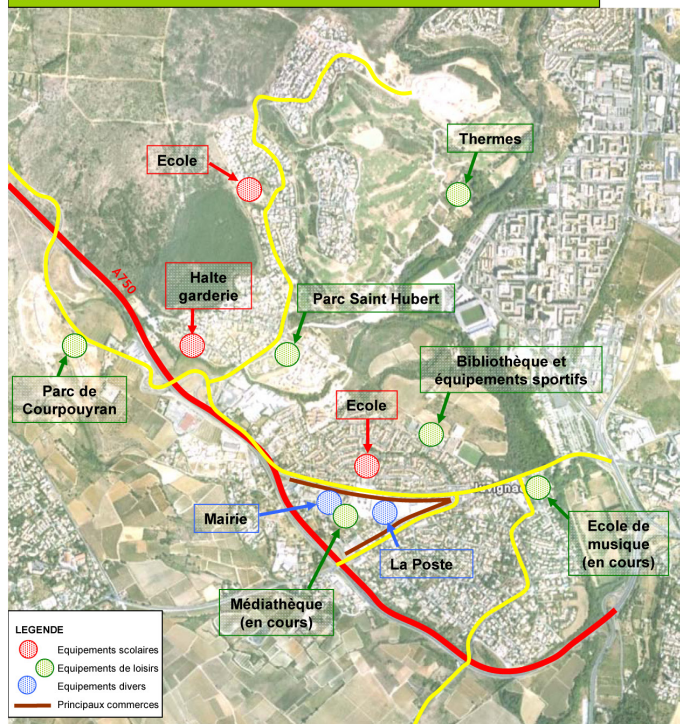 Thermes
Ecole
A750
Halte
garderie
Parc Saint Hubert
Bibliothèque et
équipements sportifs
Parc de
Courpouyran
Ecole
Mairie
La Poste
Ecole de
musique
(en cours)
Médiathèque
(en cours)
LEGENDE
Equipements scolaires
Equipements de loisirs
Equipements divers
Principaux commerces